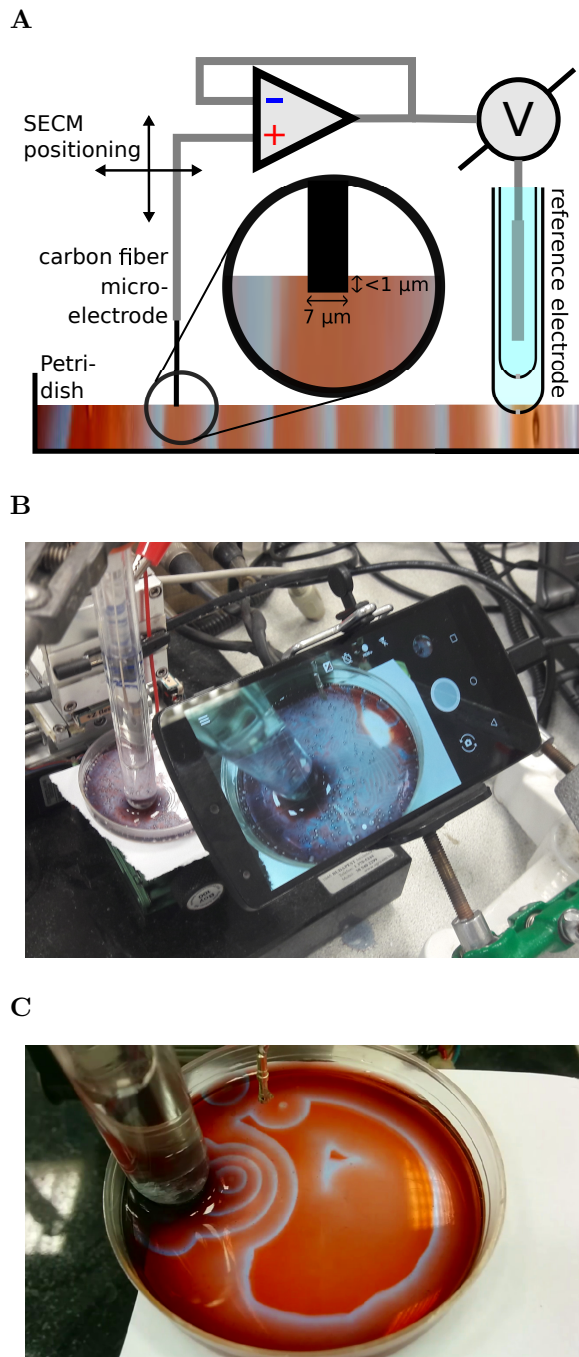 A
SECM
positioning
-
+
V
carbon fiber
micro-
electrode
<1 µm
7 µm
reference electrode
Petri-
dish
B
C